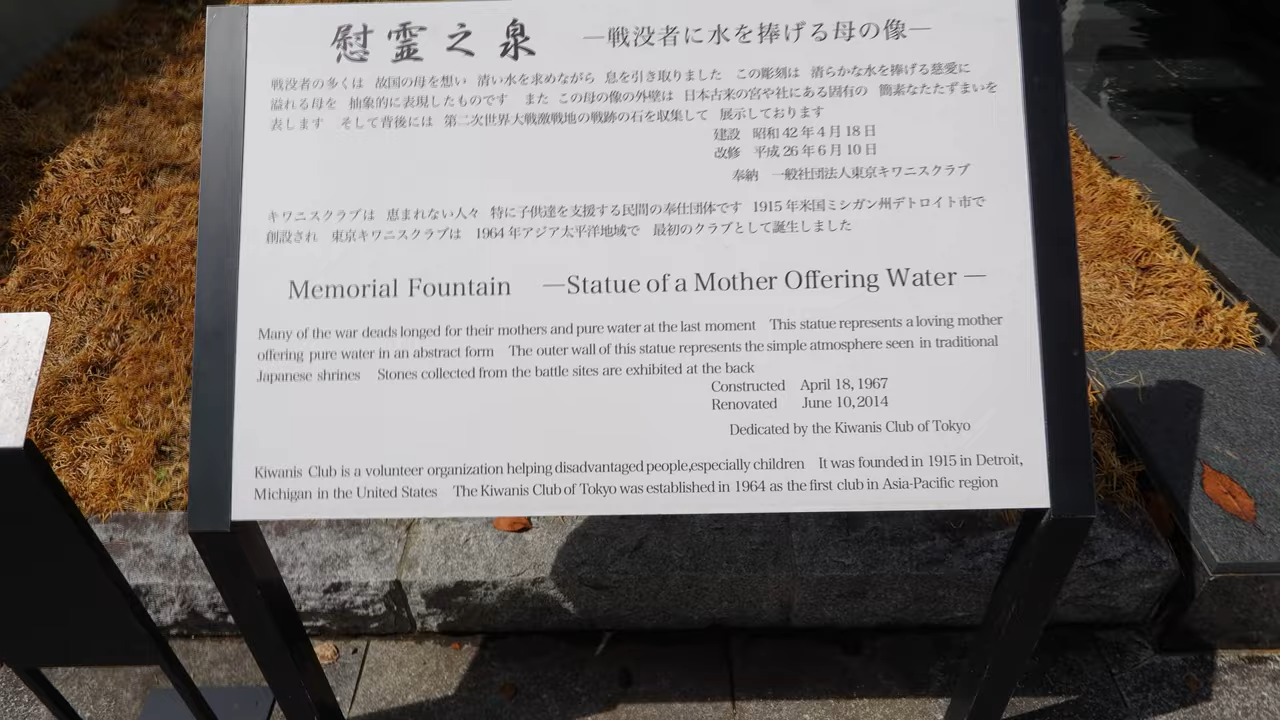 慰霊之泉 ―戦没者に水を捧げる母の像―
戦没者の多くは 故国の母を想い 清い水を求めながら 息を引き取りました この彫刻は 清らかな水を捧げる慈愛に
溢れる母を 抽象的に表現したものです また この母の像の外壁は 日本古来の宮や社にある固有の 簡素なたたずまいを
表します そして背後には 第二次世界大戦激戦地の戦跡の石を収集して 展示しております
建設 昭和42年4月18日
改修 平成26年6月10日
奉納 一般社団法人東京キワニスクラブ
キワニスクラブは 恵まれない人々 特に子供達を支援する民間の奉仕団体です 1915年米国ミシガン州デトロイト市で
創設され 東京キワニスクラブは 1964年アジア太平洋地域で 最初のクラブとして誕生しました
Memorial Fountain ―Statue of a Mother Offering Water ―
Many of the war deads longed for their mothers and pure water at the last moment This statue represents a loving mother
offering pure water in an abstract form The outer wall of this statue represents the simple atmosphere seen in traditional
Japanese shrines Stones collected from the battle sites are exhibited at the back
Constructed April 18, 1967
Renovated June 10,2014
Dedicated by the Kiwanis Club of Tokyo
Kiwanis Club is a volunteer organization helping disadvantaged people,especially children It was founded in 1915 in Detroit,
Michigan in the United States The Kiwanis Club of Tokyo was established in 1964 as the first club in Asia-Pacific region